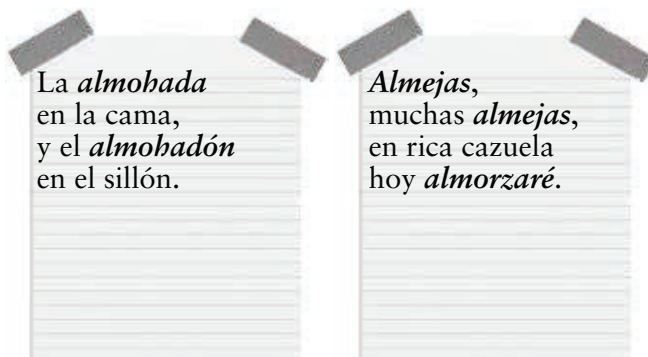 La almohada
en la cama,
y el almohadón
en el sillón.
Almejas,
muchas almejas,
en rica cazuela
hoy almorzaré.